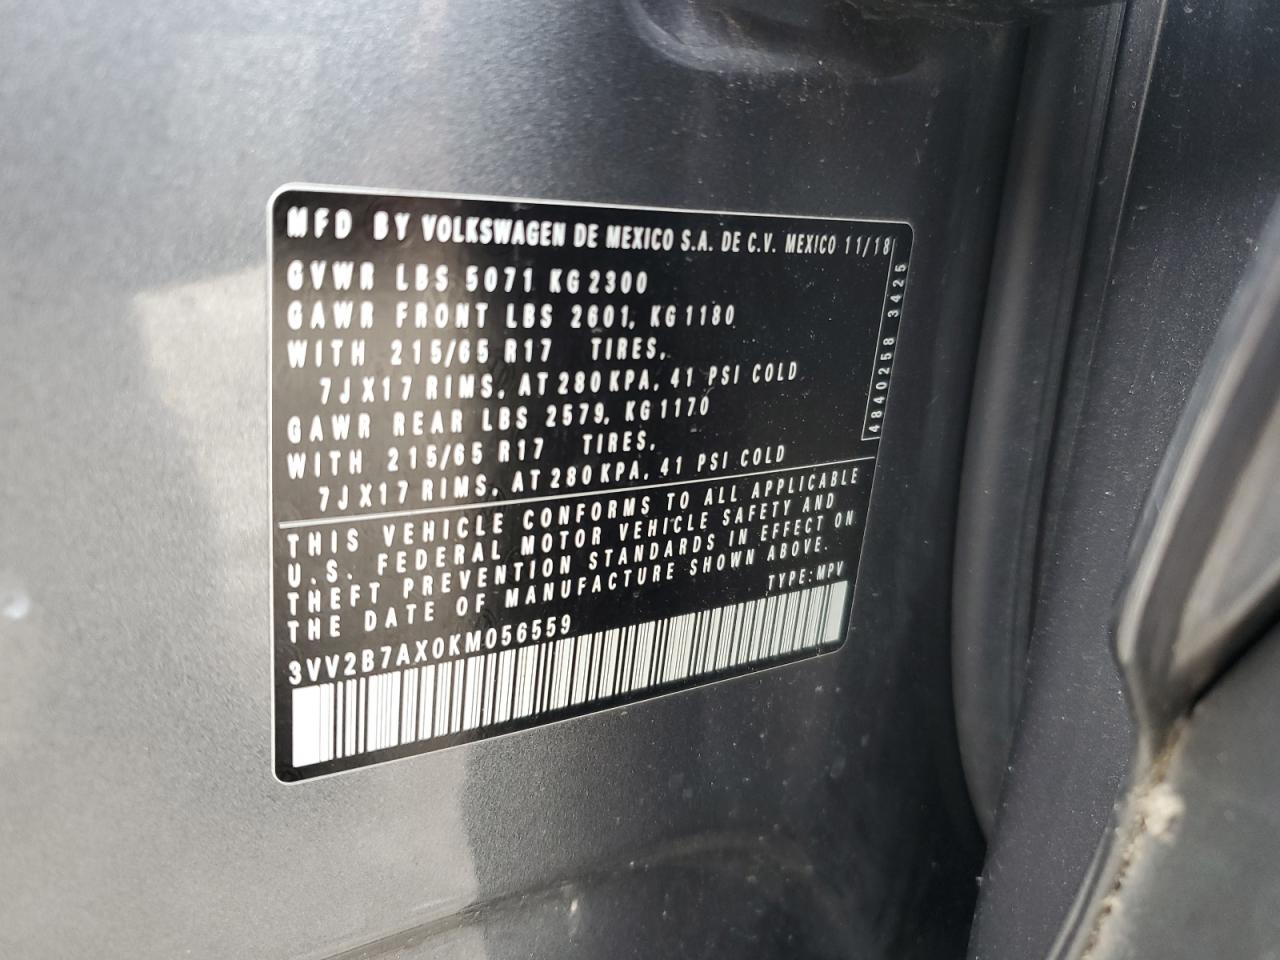 MFD BY VOLKSWAGEN DE MEXICO S.A. DE C.V. MEXICO 11/18
GVWR LBS 5071 KG 2300
GAWR FRONT LBS 2601, KG 1180
WITH 215/65 R17 TIRES,
7JX17 RIMS, AT 280 KPA, 41 PSI COLD
GAWR REAR LBS 2579, KG 1170
WITH 215/65 R17 TIRES,
7JX17 RIMS, AT 280 KPA, 41 PSI COLD
4840258 3425
THIS VEHICLE CONFORMS TO ALL APPLICABLE
U.S. FEDERAL MOTOR VEHICLE SAFETY AND
THEFT PREVENTION STANDARDS IN EFFECT ON
THE DATE OF MANUFACTURE SHOWN ABOVE.
TYPE:MPV
3VV2B7AX0KM056559